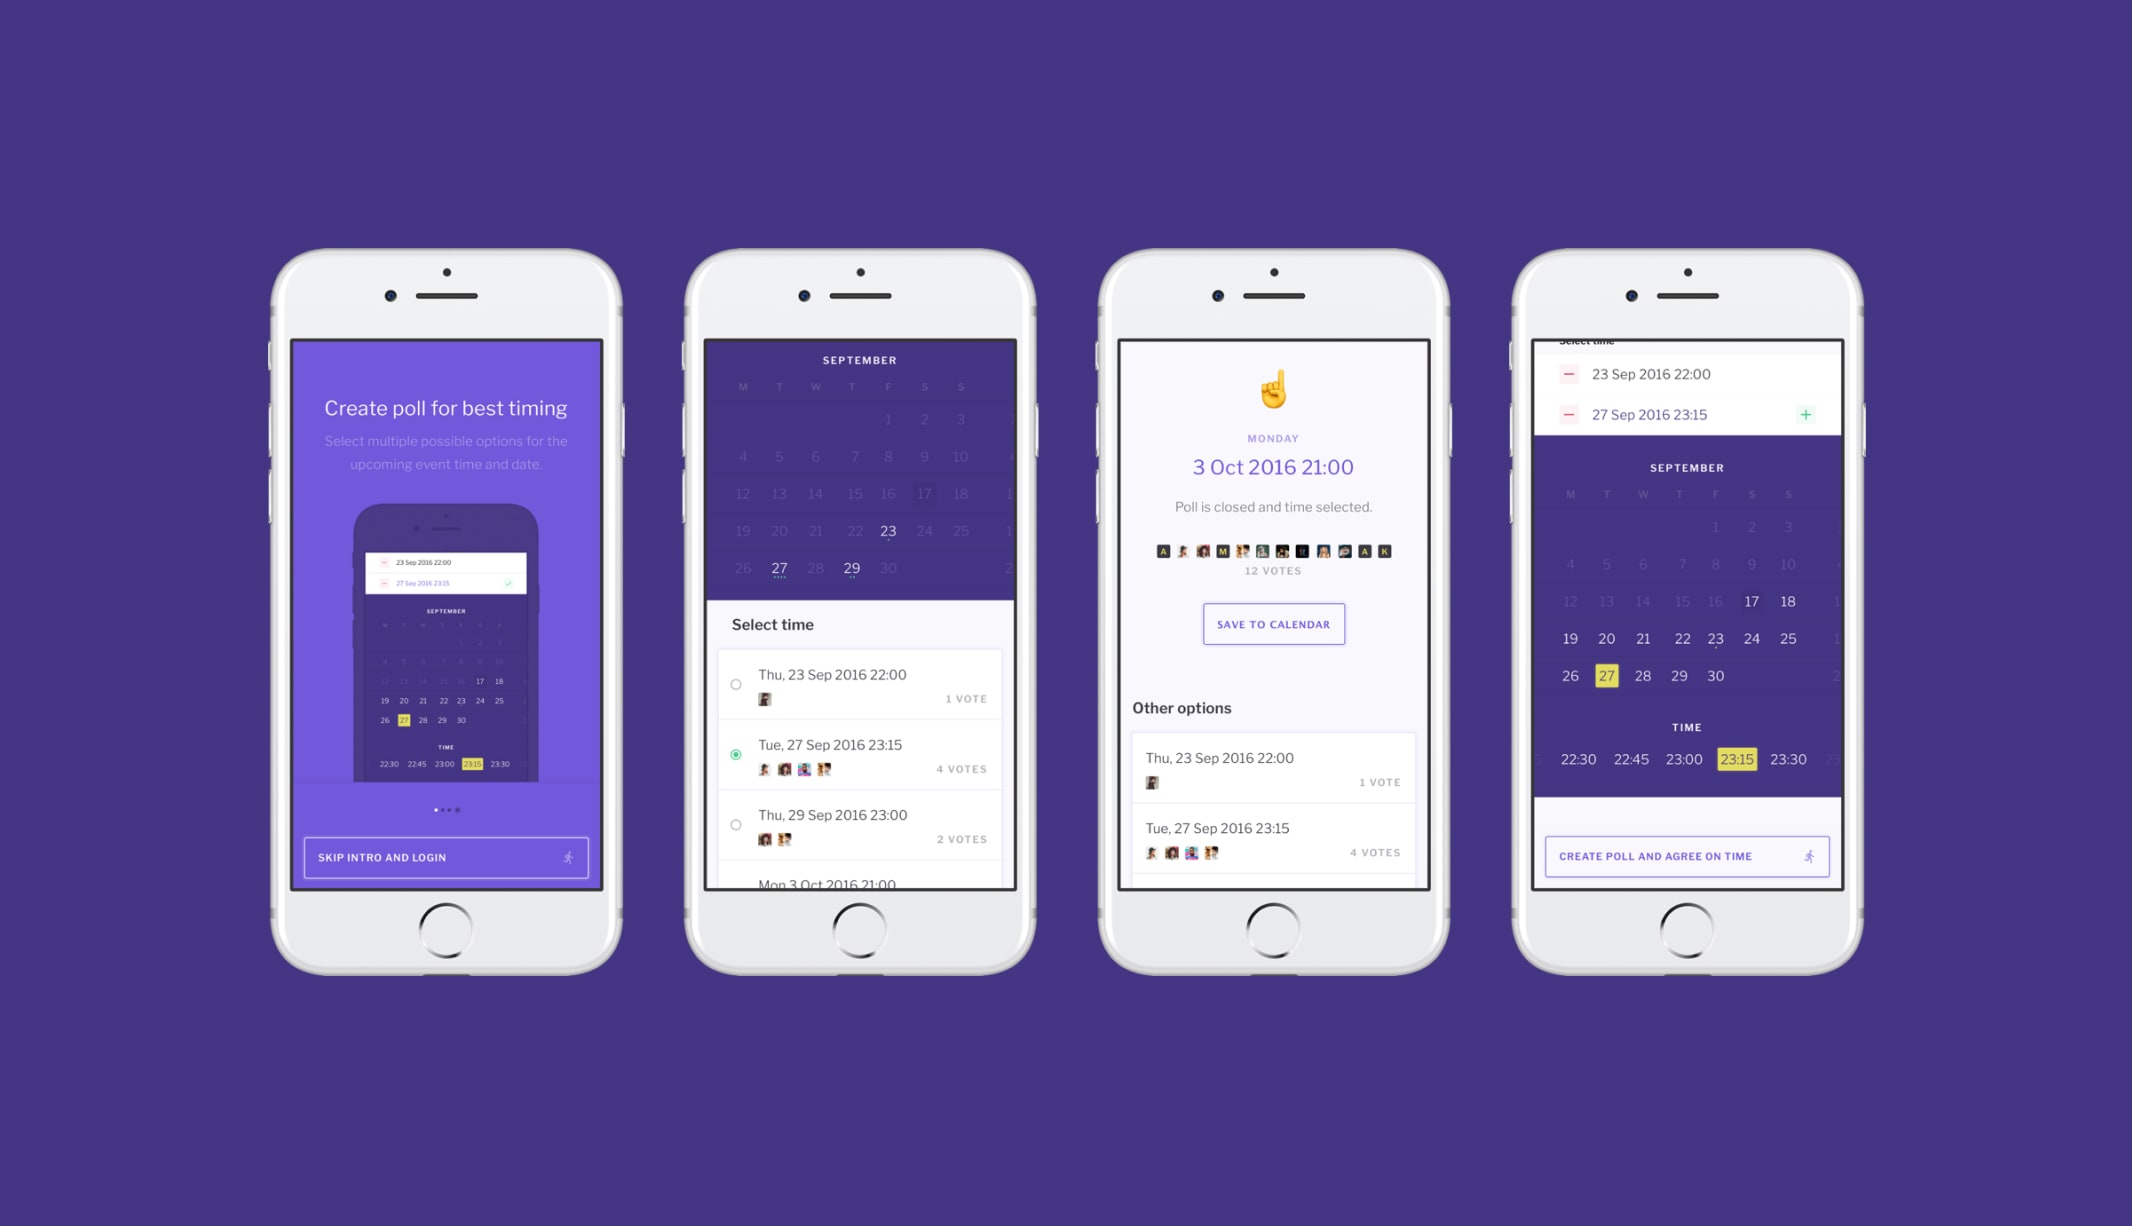 Create poll for best timing
Select multiple possible options for the
upcoming event time and date.
23 Sep 2016 22:00
27 Sep 2016 23:15
SEPTEMBER
M T W T F S S
1 2 3
4 5 6 7 8 9 10
12 13 14 15 16 17 18
19 20 21 22 23 24 25
26 27 28 29 30
TIME
22:30 22:45 23:00 23:15 23:30
SKIP INTRO AND LOGIN
SEPTEMBER
M T W T F S S
1 2 3
4 5 6 7 8 9 10
12 13 14 15 16 17 18
19 20 21 22 23 24 25
26 27 28 29 30
Select time
Thu, 23 Sep 2016 22:00
1 VOTE
Tue, 27 Sep 2016 23:15
4 VOTES
Thu, 29 Sep 2016 23:00
2 VOTES
Mon 3 Oct 2016 21:00
MONDAY
3 Oct 2016 21:00
Poll is closed and time selected.
A M A K
12 VOTES
SAVE TO CALENDAR
Other options
Thu, 23 Sep 2016 22:00
1 VOTE
Tue, 27 Sep 2016 23:15
4 VOTES
Select time
23 Sep 2016 22:00
27 Sep 2016 23:15
SEPTEMBER
M T W T F S S
1 2 3
4 5 6 7 8 9 10
12 13 14 15 16 17 18
19 20 21 22 23 24 25
26 27 28 29 30
TIME
22:30 22:45 23:00 23:15 23:30
CREATE POLL AND AGREE ON TIME